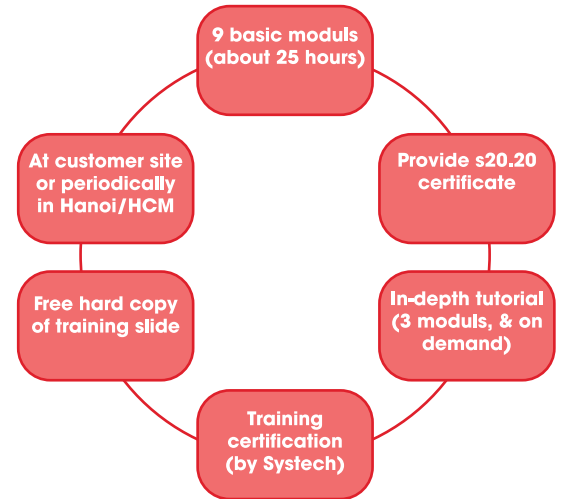 9 basic moduls
(about 25 hours)
Provide s20.20
certificate
In-depth tutorial
(3 moduls, & on
demand)
Training
certification
(by Systech)
Free hard copy
of training slide
At customer site
or periodically
in Hanoi/HCM